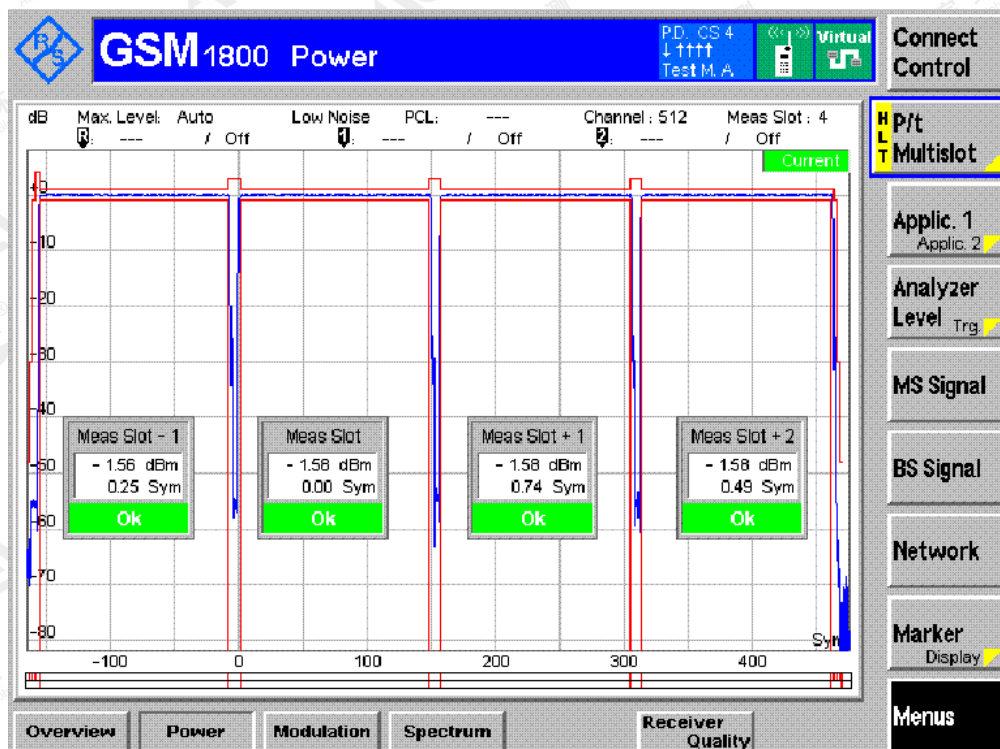 R/S
GSM 1800 Power
P.D. CS 4
↓↑↑↑↑
Test M. A
Virtual
Connect
Control
dB Max. Level: Auto Low Noise PCL: --- Channel : 512 Meas Slot : 4
R: --- / Off 1: --- / Off 2: --- / Off
Current
HLT
P/t
Multislot
Applic. 1
Applic. 2
Analyzer
Level Trg.
MS Signal
BS Signal
Network
Marker
Display
Menus
+0
-10
-20
-30
-40
-50
-60
-70
-80
Meas Slot - 1
- 1.56 dBm
0.25 Sym
Ok
Meas Slot
- 1.58 dBm
0.00 Sym
Ok
Meas Slot + 1
- 1.58 dBm
0.74 Sym
Ok
Meas Slot + 2
- 1.58 dBm
0.49 Sym
Ok
Sym
-100 0 100 200 300 400
Overview Power Modulation Spectrum Receiver
Quality